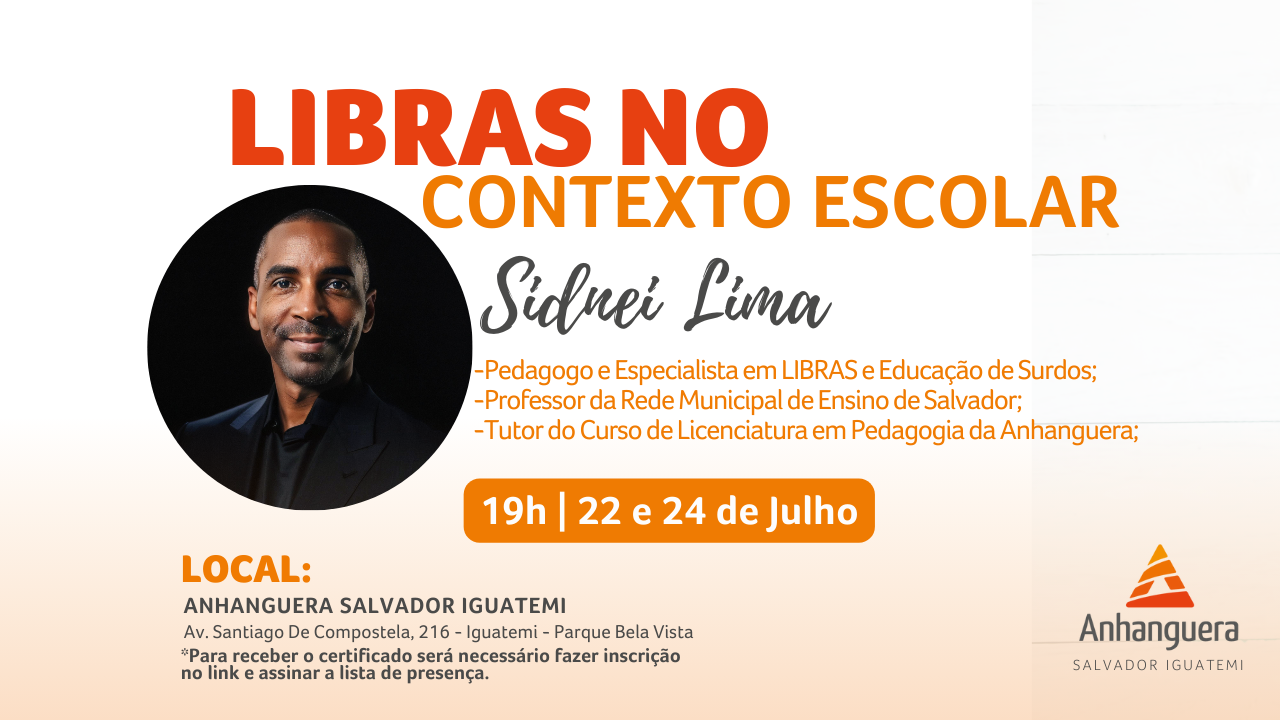 LIBRAS NO
CONTEXTO ESCOLAR
Sidnei Lima
-Pedagogo e Especialista em LIBRAS e Educação de Surdos;
-Professor da Rede Municipal de Ensino de Salvador;
-Tutor do Curso de Licenciatura em Pedagogia da Anhanguera;
19h | 22 e 24 de Julho
LOCAL:
ANHANGUERA SALVADOR IGUATEMI
Av. Santiago De Compostela, 216 - Iguatemi - Parque Bela Vista
*Para receber o certificado será necessário fazer inscrição
no link e assinar a lista de presença.
Anhanguera
SALVADOR IGUATEMI